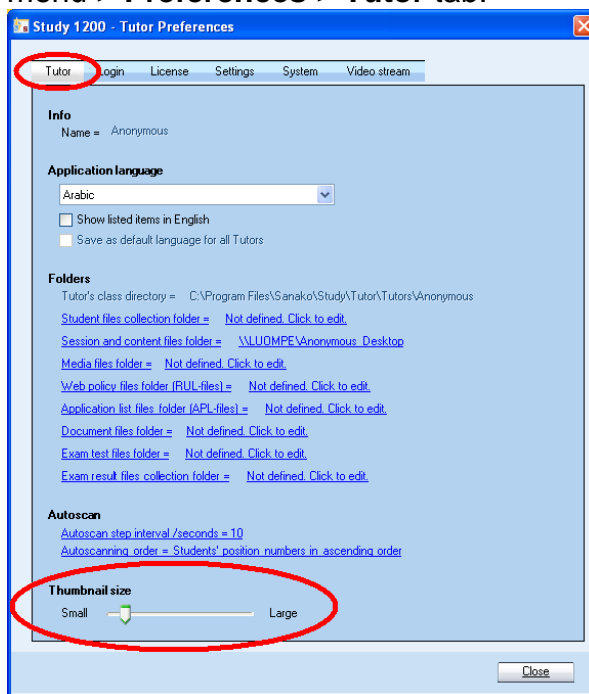 menu > Preferences > Tutor tab.
Study 1200 - Tutor Preferences
Tutor Login License Settings System Video stream
Info
Name = Anonymous
Application language
Arabic
Show listed items in English
Save as default language for all Tutors
Folders
Tutor's class directory = C:\Program Files\Sanako\Study\Tutor\Tutors\Anonymous
Student files collection folder = Not defined. Click to edit.
Session and content files folder = \\LUOMPE\Anonymous_Desktop
Media files folder = Not defined. Click to edit.
Web policy files folder (RUL-files) = Not defined. Click to edit.
Application list files folder (APL-files) = Not defined. Click to edit.
Document files folder = Not defined. Click to edit.
Exam test files folder = Not defined. Click to edit.
Exam result files collection folder = Not defined. Click to edit.
Autoscan
Autoscan step interval /seconds = 10
Autoscanning order = Students' position numbers in ascending order
Thumbnail size
Small Large
Close